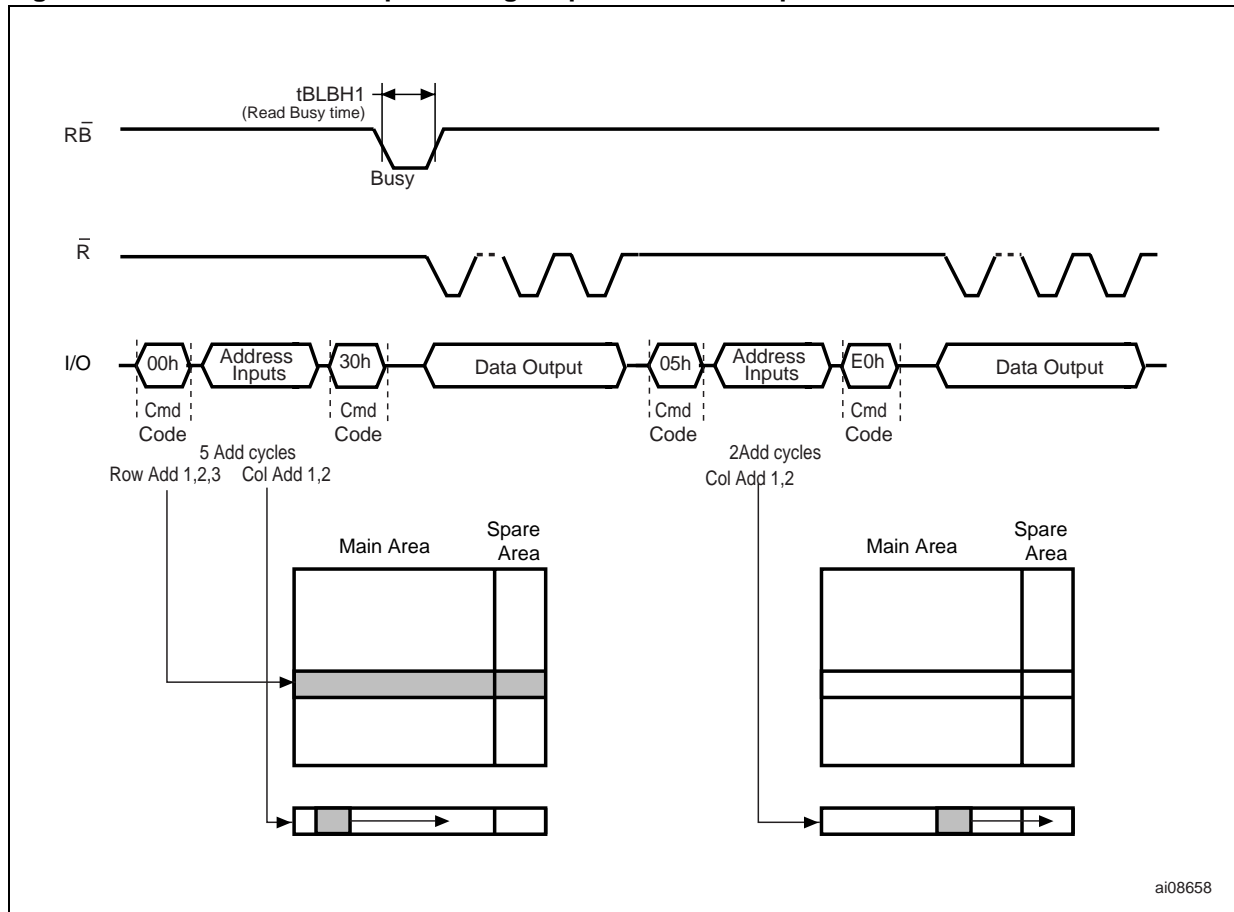 tBLBH1
(Read Busy time)
RB̅
Busy
R̅
I/O
00h
Address
Inputs
30h
Data Output
05h
Address
Inputs
E0h
Data Output
Cmd
Code
Cmd
Code
Cmd
Code
Cmd
Code
5 Add cycles
Row Add 1,2,3
Col Add 1,2
2Add cycles
Col Add 1,2
Main Area
Spare
Area
Main Area
Spare
Area
ai08658